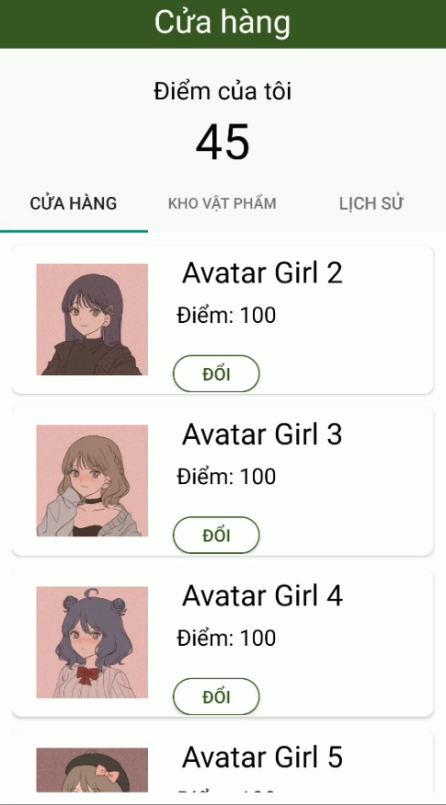 Cửa hàng
Điểm của tôi
45
CỬA HÀNG KHO VẬT PHẨM LỊCH SỬ
Avatar Girl 2
Điểm: 100
ĐỔI
Avatar Girl 3
Điểm: 100
ĐỔI
Avatar Girl 4
Điểm: 100
ĐỔI
Avatar Girl 5